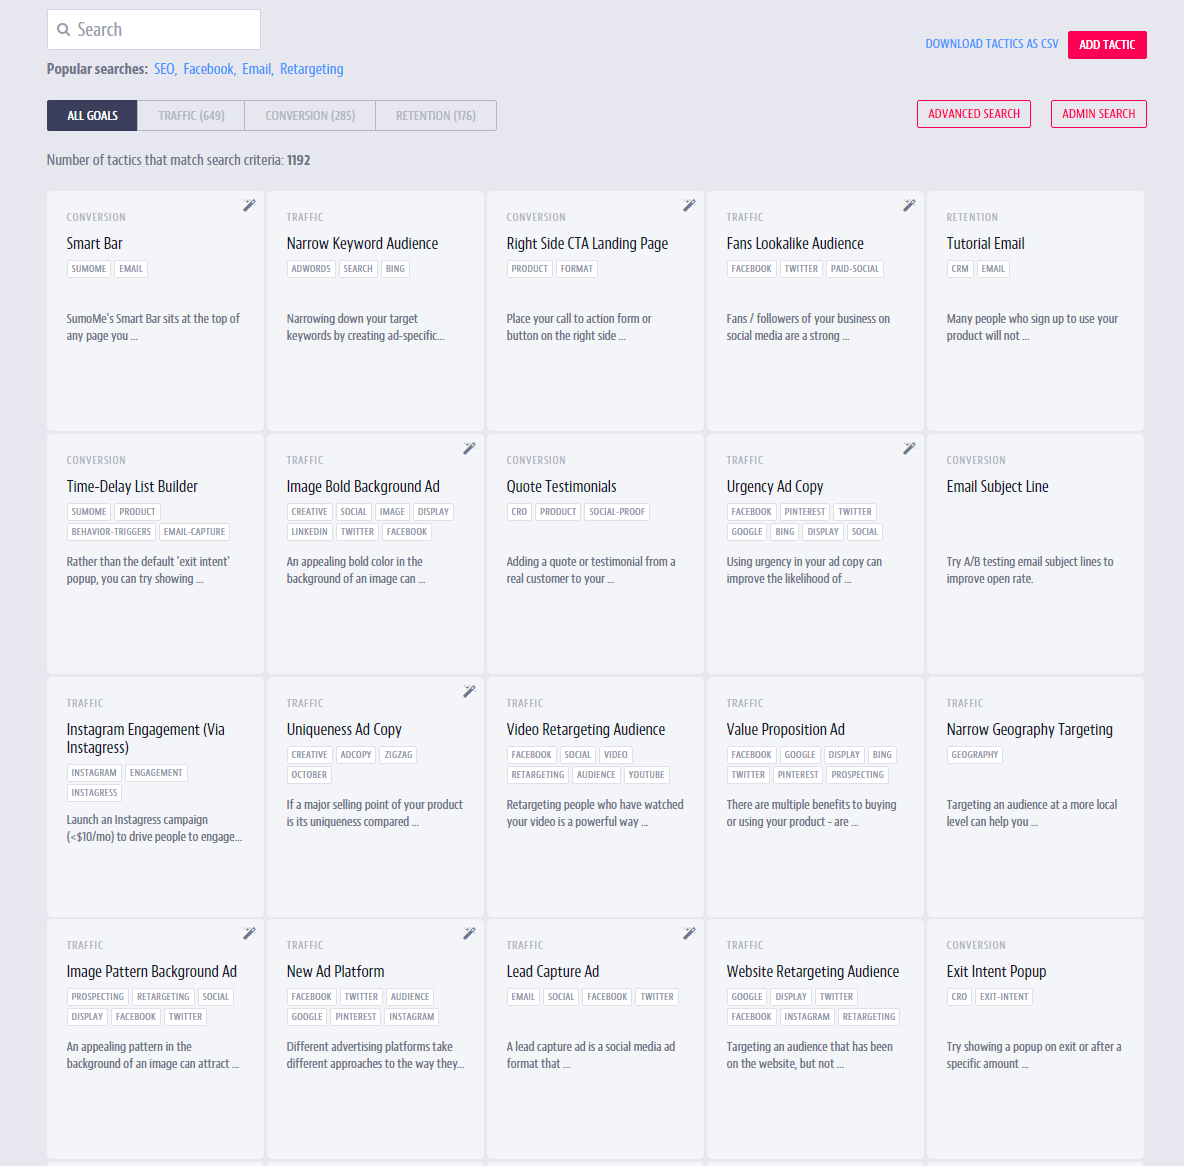 Search
DOWNLOAD TACTICS AS CSV
ADD TACTIC
Popular searches: SEO, Facebook, Email, Retargeting
ALL GOALS
TRAFFIC (649)
CONVERSION (285)
RETENTION (176)
ADVANCED SEARCH
ADMIN SEARCH
Number of tactics that match search criteria: 1192
CONVERSION
Smart Bar
SUMOME EMAIL
SumoMe's Smart Bar sits at the top of
any page you ...
TRAFFIC
Narrow Keyword Audience
ADWORDS SEARCH BING
Narrowing down your target
keywords by creating ad-specific...
CONVERSION
Right Side CTA Landing Page
PRODUCT FORMAT
Place your call to action form or
button on the right side ...
TRAFFIC
Fans Lookalike Audience
FACEBOOK TWITTER PAID-SOCIAL
Fans / followers of your business on
social media are a strong ...
RETENTION
Tutorial Email
CRM EMAIL
Many people who sign up to use your
product will not ...
CONVERSION
Time-Delay List Builder
SUMOME PRODUCT
BEHAVIOR-TRIGGERS EMAIL-CAPTURE
Rather than the default 'exit intent'
popup, you can try showing ...
TRAFFIC
Image Bold Background Ad
CREATIVE SOCIAL IMAGE DISPLAY
LINKEDIN TWITTER FACEBOOK
An appealing bold color in the
background of an image can ...
CONVERSION
Quote Testimonials
CRO PRODUCT SOCIAL-PROOF
Adding a quote or testimonial from a
real customer to your ...
TRAFFIC
Urgency Ad Copy
FACEBOOK PINTEREST TWITTER
GOOGLE BING DISPLAY SOCIAL
Using urgency in your ad copy can
improve the likelihood of ...
CONVERSION
Email Subject Line
Try A/B testing email subject lines to
improve open rate.
TRAFFIC
Instagram Engagement (Via
Instagress)
INSTAGRAM ENGAGEMENT
INSTAGRESS
Launch an Instagress campaign
(<$10/mo) to drive people to engage...
TRAFFIC
Uniqueness Ad Copy
CREATIVE ADCOPY ZIGZAG
OCTOBER
If a major selling point of your product
is its uniqueness compared ...
TRAFFIC
Video Retargeting Audience
FACEBOOK SOCIAL VIDEO
RETARGETING AUDIENCE YOUTUBE
Retargeting people who have watched
your video is a powerful way ...
TRAFFIC
Value Proposition Ad
FACEBOOK GOOGLE DISPLAY BING
TWITTER PINTEREST PROSPECTING
There are multiple benefits to buying
or using your product - are ...
TRAFFIC
Narrow Geography Targeting
GEOGRAPHY
Targeting an audience at a more local
level can help you ...
TRAFFIC
Image Pattern Background Ad
PROSPECTING RETARGETING SOCIAL
DISPLAY FACEBOOK TWITTER
An appealing pattern in the
background of an image can attract ...
TRAFFIC
New Ad Platform
FACEBOOK TWITTER AUDIENCE
GOOGLE PINTEREST INSTAGRAM
Different advertising platforms take
different approaches to the way they...
TRAFFIC
Lead Capture Ad
EMAIL SOCIAL FACEBOOK TWITTER
A lead capture ad is a social media ad
format that ...
TRAFFIC
Website Retargeting Audience
GOOGLE DISPLAY TWITTER
FACEBOOK INSTAGRAM RETARGETING
Targeting an audience that has been
on the website, but not ...
CONVERSION
Exit Intent Popup
CRO EXIT-INTENT
Try showing a popup on exit or after a
specific amount ...